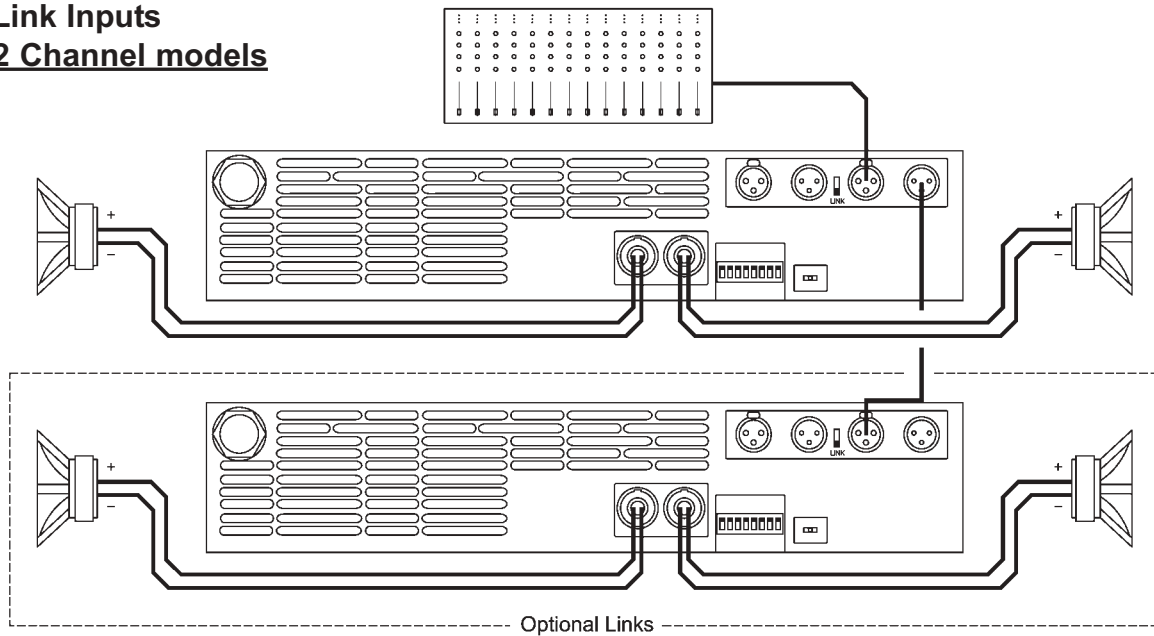 Link Inputs
2 Channel models
LINK
+
−
+
−
LINK
+
−
+
−
Optional Links